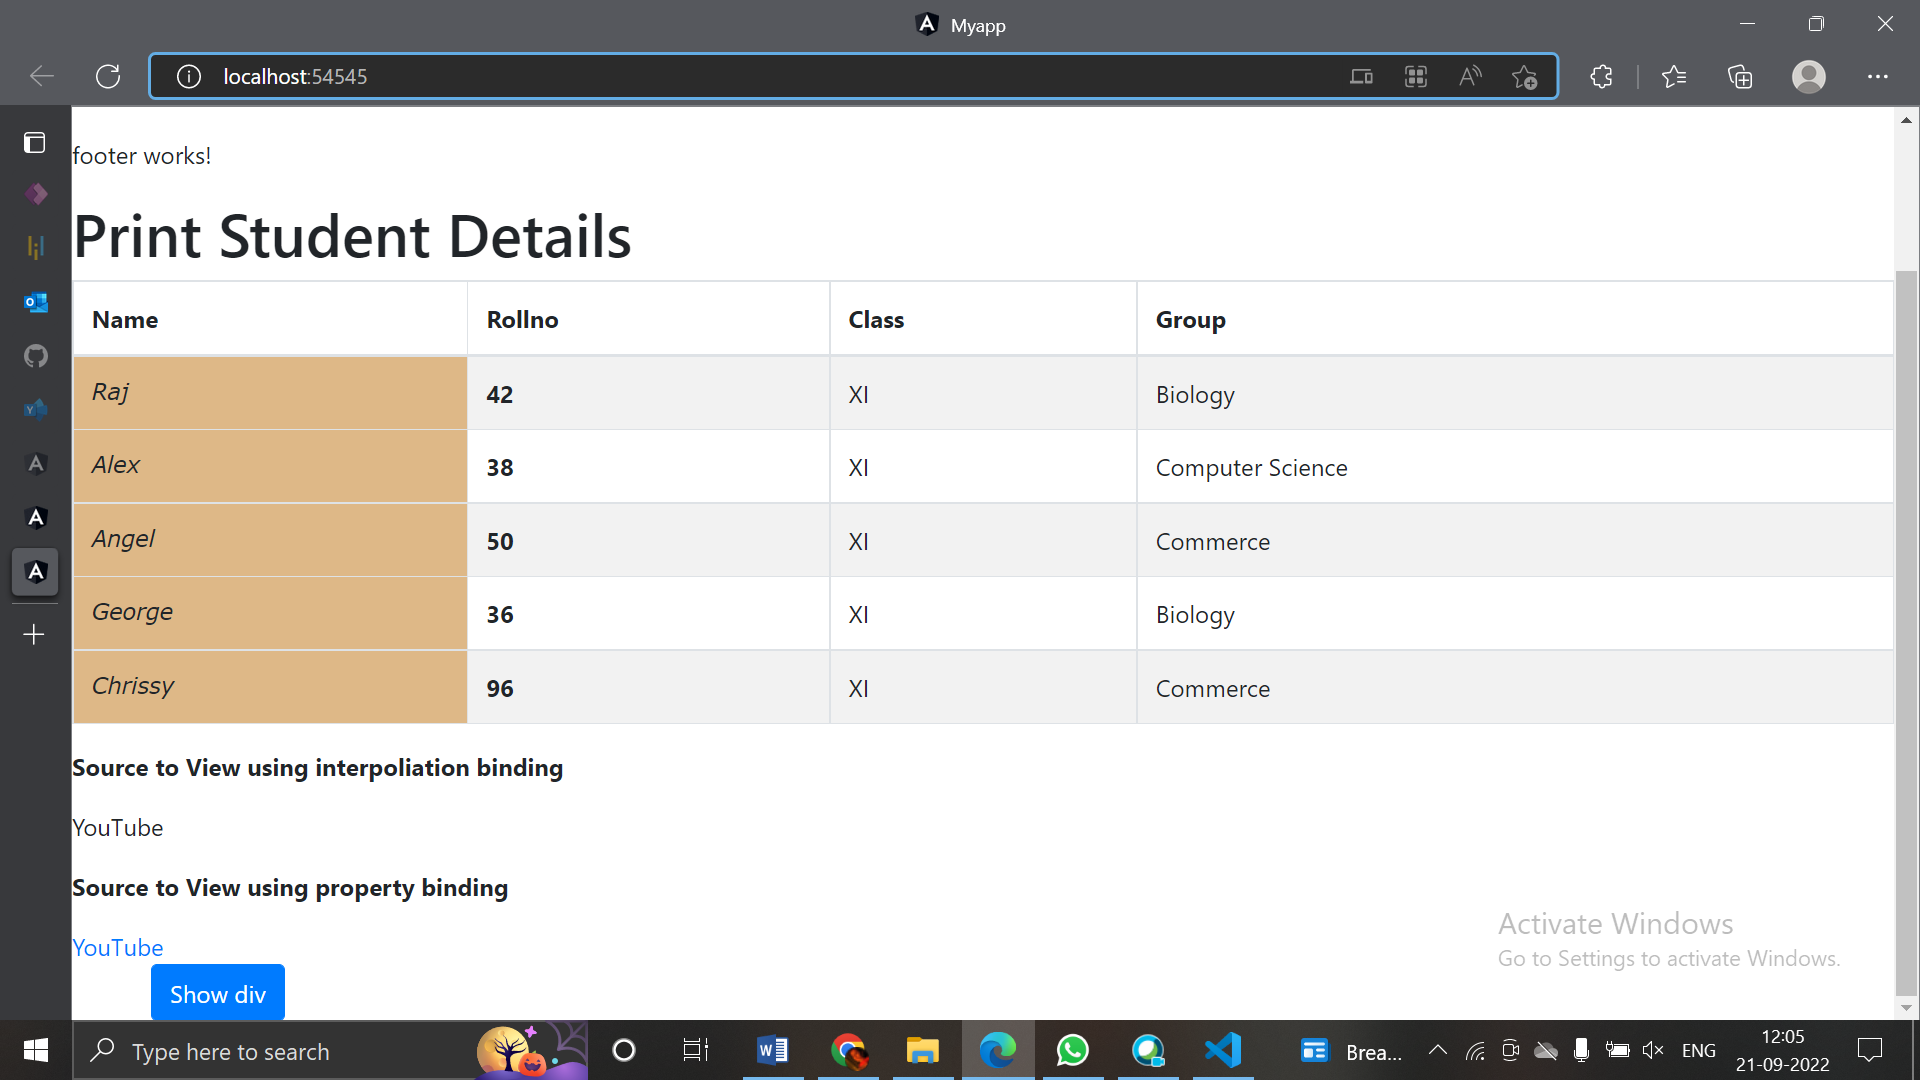 Myapp
localhost:54545
footer works!
Print Student Details
Name Rollno Class Group
Raj 42 XI Biology
Alex 38 XI Computer Science
Angel 50 XI Commerce
George 36 XI Biology
Chrissy 96 XI Commerce
Source to View using interpoliation binding
YouTube
Source to View using property binding
YouTube
Show div
Activate Windows
Go to Settings to activate Windows.
Type here to search
Brea...
ENG
12:05
21-09-2022